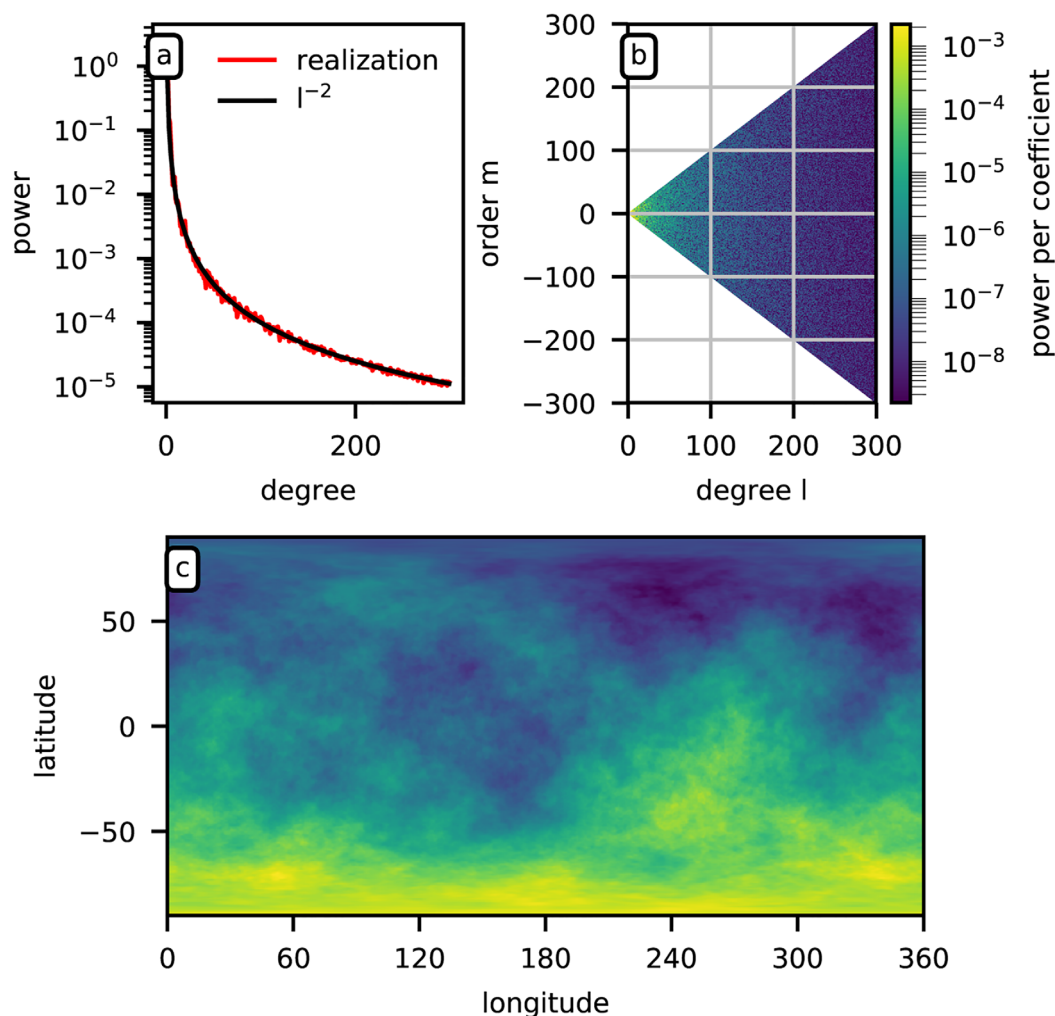 a
realization
l⁻²
10⁰
10⁻¹
10⁻²
10⁻³
10⁻⁴
10⁻⁵
power
0
200
degree
b
300
200
100
0
−100
−200
−300
order m
0
100
200
300
degree l
10⁻³
10⁻⁴
10⁻⁵
10⁻⁶
10⁻⁷
10⁻⁸
power per coefficient
c
50
0
−50
latitude
0
60
120
180
240
300
360
longitude